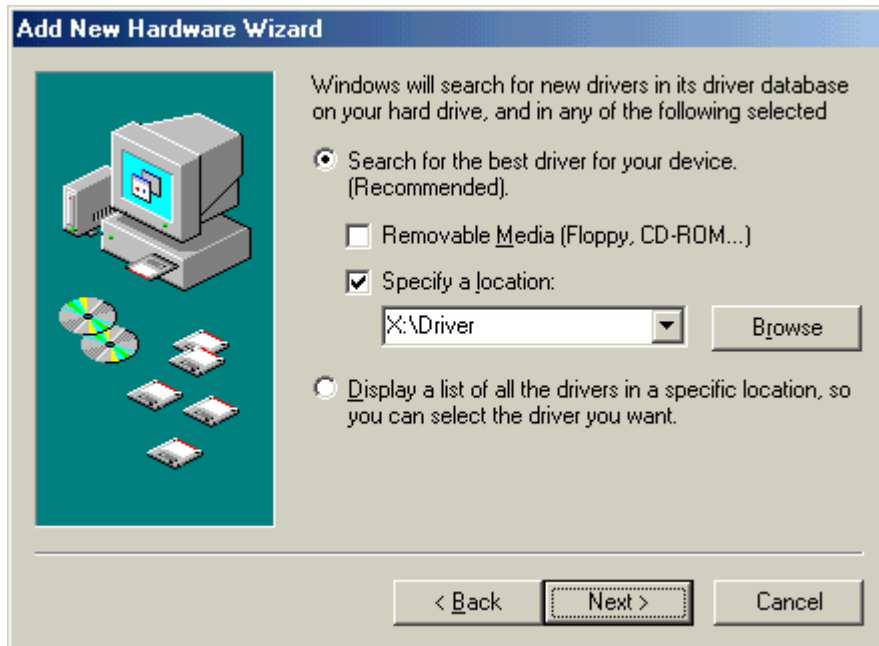 Add New Hardware Wizard
Windows will search for new drivers in its driver database
on your hard drive, and in any of the following selected
Search for the best driver for your device.
(Recommended).
Removable Media (Floppy, CD-ROM...)
Specify a location:
X:\Driver
Browse
Display a list of all the drivers in a specific location, so
you can select the driver you want.
< Back
Next >
Cancel